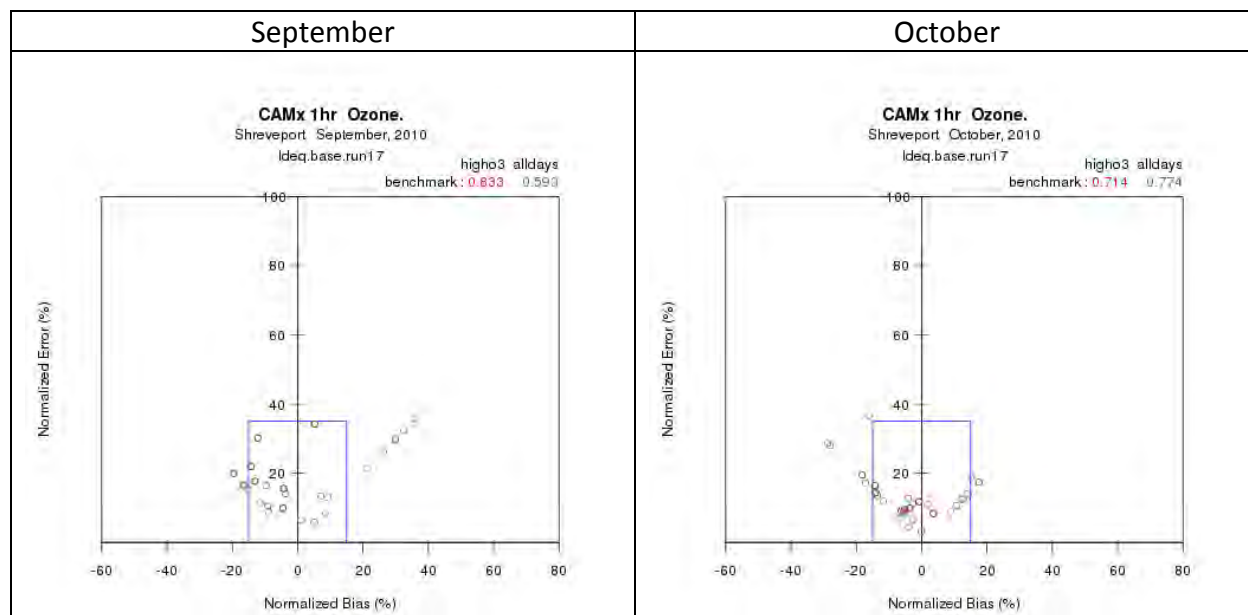 September
October
CAMx 1hr Ozone.
Shreveport September, 2010
ldeq.base.run17
higho3 alldays
benchmark : 0.833 0.593
100
80
60
40
20
-60 -40 -20 0 20 40 60 80
Normalized Error (%)
Normalized Bias (%)
CAMx 1hr Ozone.
Shreveport October, 2010
ldeq.base.run17
higho3 alldays
benchmark : 0.714 0.774
100
80
60
40
20
-60 -40 -20 0 20 40 60 80
Normalized Error (%)
Normalized Bias (%)